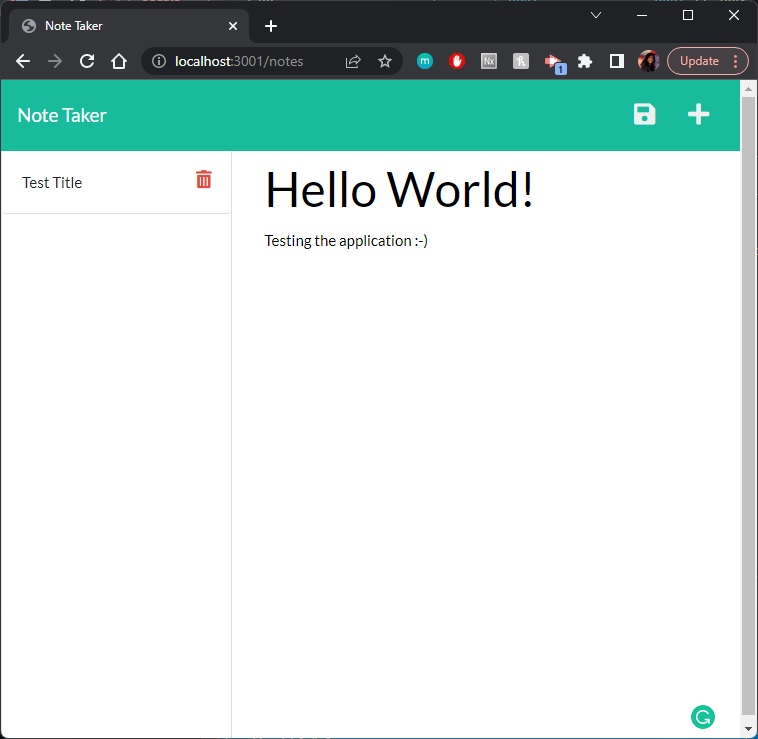 Note Taker
localhost:3001/notes
m
Nx
1
Update
Note Taker
Test Title
Hello World!
Testing the application :-)